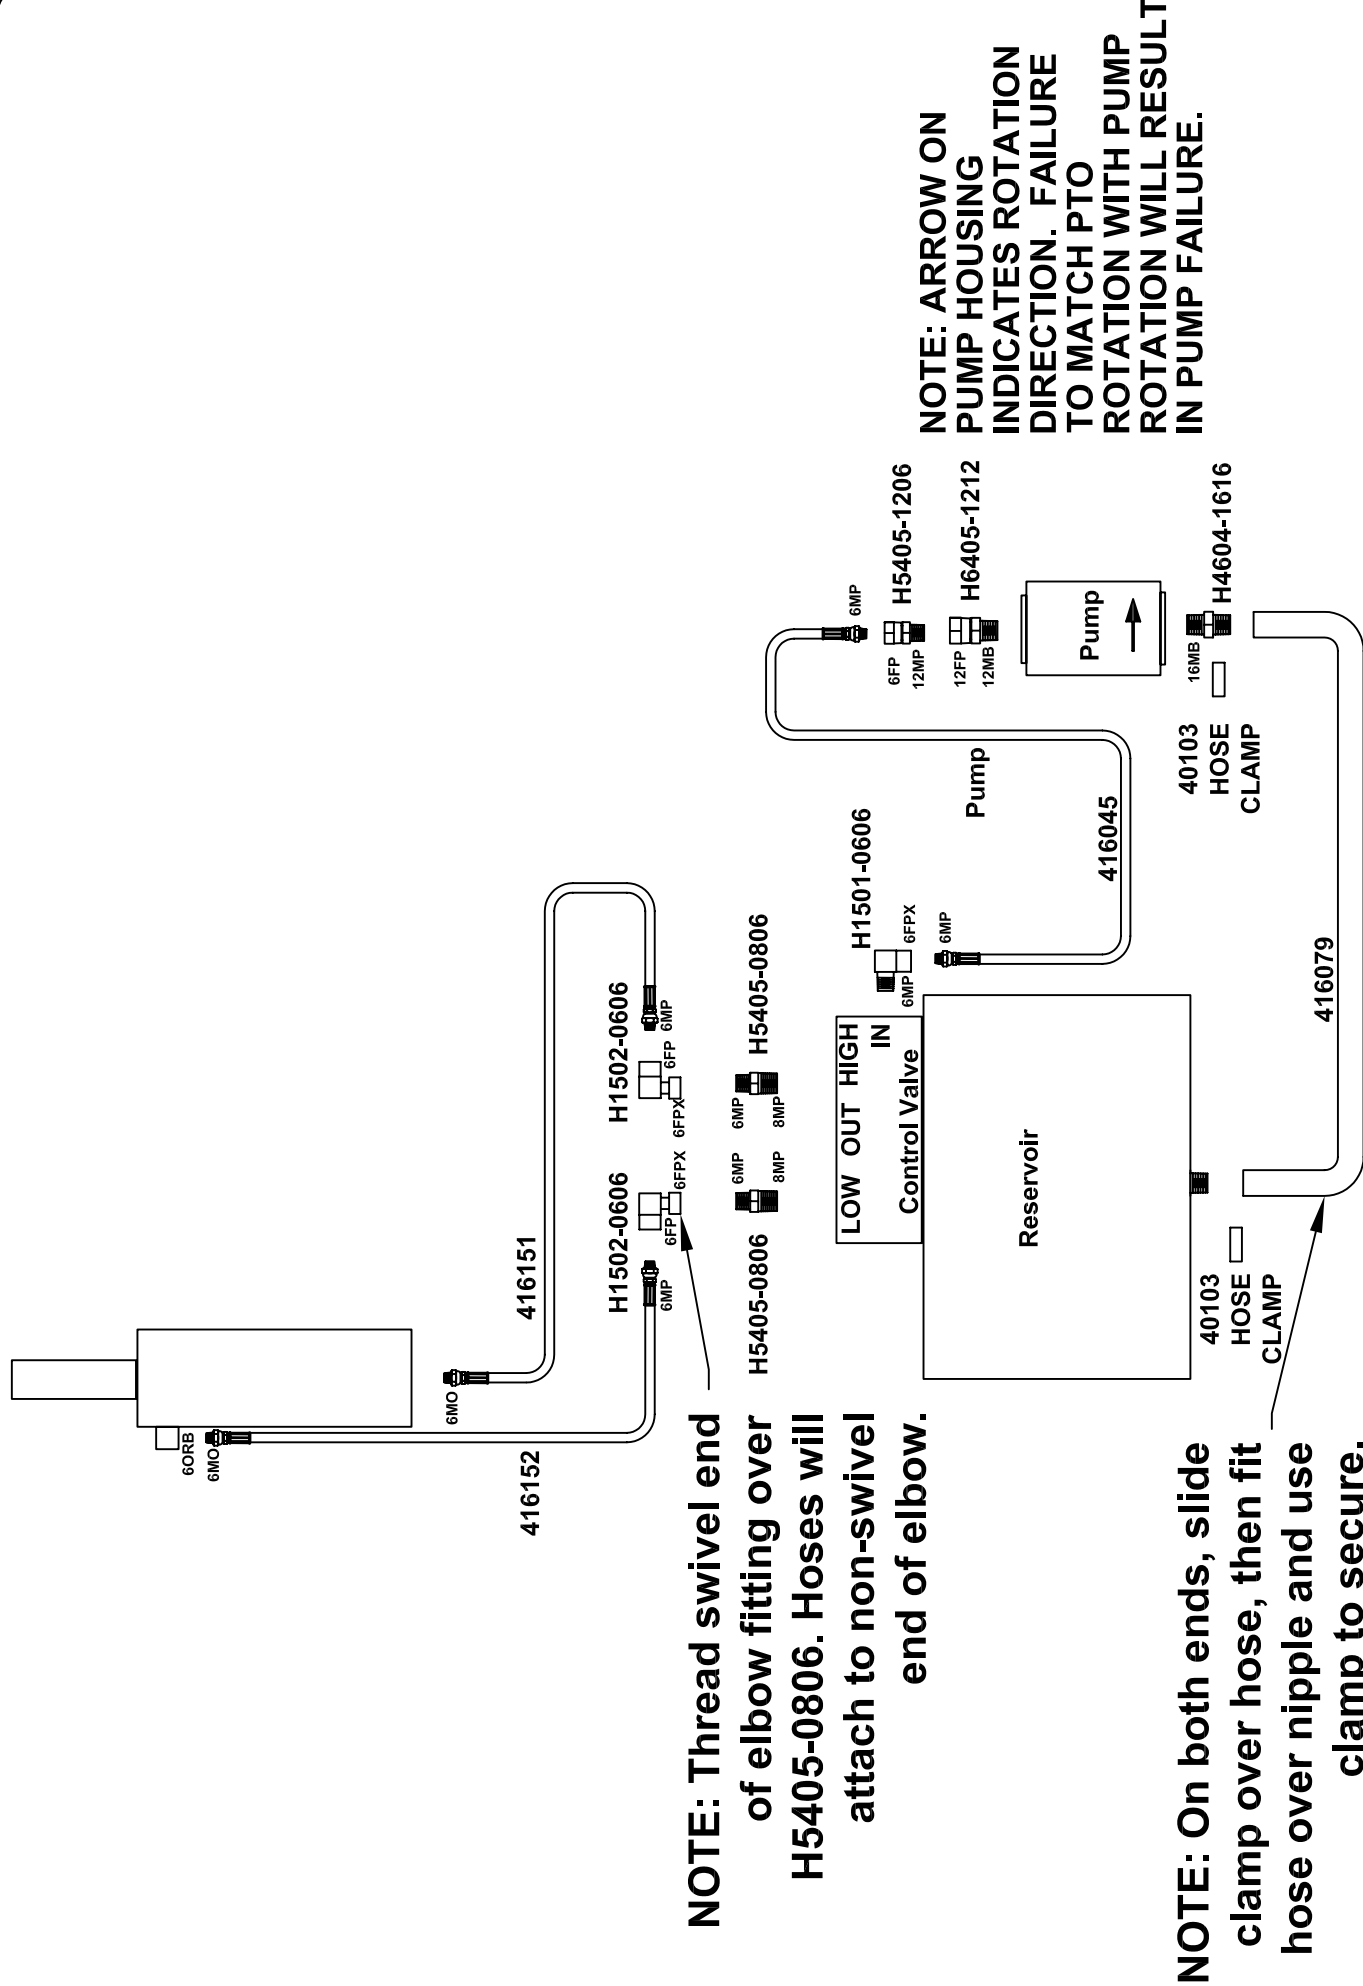 6ORB
6MO
416152
6MO
416151
H1502-0606
6MP
6FP
6FPX
H1502-0606
6MP
6FP
6FPX
H5405-0806
6MP
8MP
H5405-0806
6MP
8MP
NOTE: Thread swivel end
of elbow fitting over
H5405-0806. Hoses will
attach to non-swivel
end of elbow.
LOW OUT HIGH
IN
Control Valve
Reservoir
H1501-0606
6MP
6FPX
6MP
416045
Pump
6MP
6FP
12MP
H5405-1206
12FP
12MB
H6405-1212
Pump
16MB
H4604-1616
40103
HOSE
CLAMP
416079
40103
HOSE
CLAMP
NOTE: On both ends, slide
clamp over hose, then fit
hose over nipple and use
clamp to secure.
NOTE: ARROW ON
PUMP HOUSING
INDICATES ROTATION
DIRECTION. FAILURE
TO MATCH PTO
ROTATION WITH PUMP
ROTATION WILL RESULT
IN PUMP FAILURE.